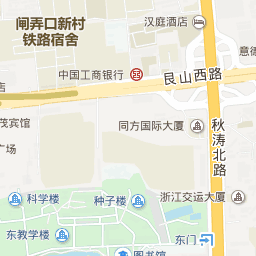 汉庭酒店
闸弄口新村
铁路宿舍
意德
中国工商银行
艮山西路
茂宾馆
同方国际大厦
秋涛北路
广场
科学楼
种子楼
浙江交运大厦
东教学楼
东门
图书馆